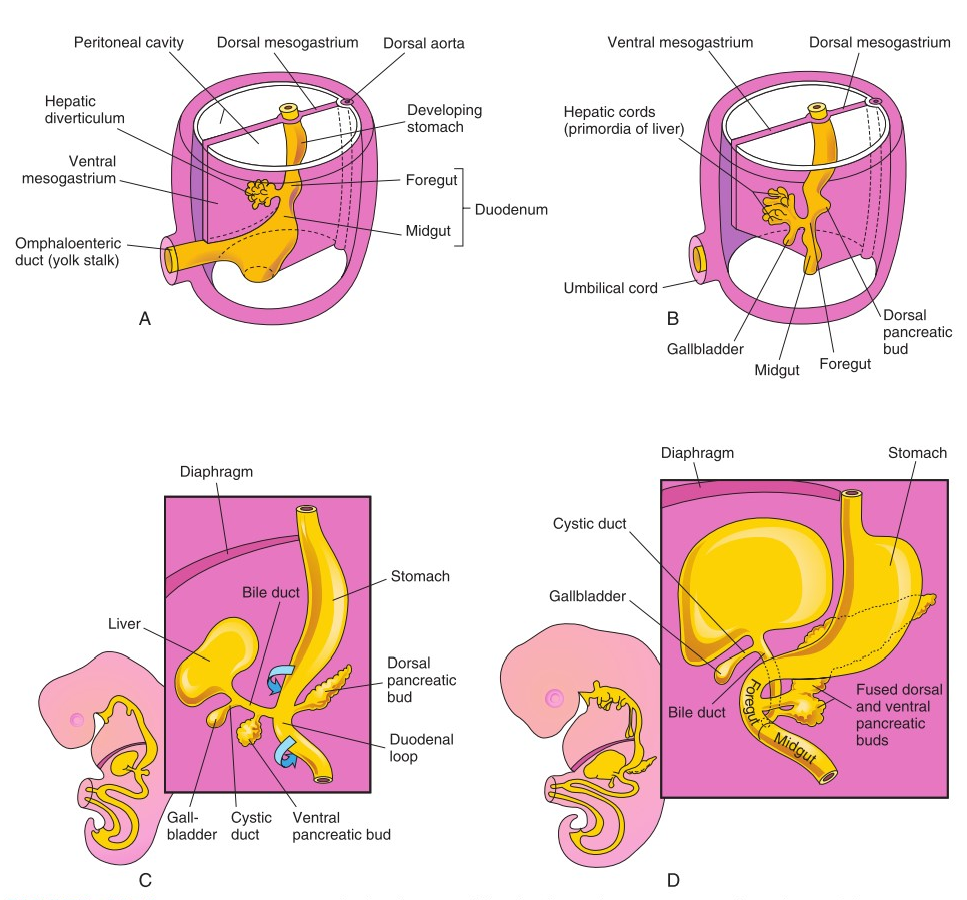 Peritoneal cavity
Dorsal mesogastrium
Dorsal aorta
Hepatic
diverticulum
Developing
stomach
Ventral
mesogastrium
Foregut
Duodenum
Midgut
Omphaloenteric
duct (yolk stalk)
A
Ventral mesogastrium
Dorsal mesogastrium
Hepatic cords
(primordia of liver)
Umbilical cord
Gallbladder
Midgut
Foregut
Dorsal
pancreatic
bud
B
Diaphragm
Bile duct
Stomach
Liver
Dorsal
pancreatic
bud
Duodenal
loop
Gall-
bladder
Cystic
duct
Ventral
pancreatic bud
C
Diaphragm
Stomach
Cystic duct
Gallbladder
Bile duct
Foregut
Midgut
Fused dorsal
and ventral
pancreatic
buds
D